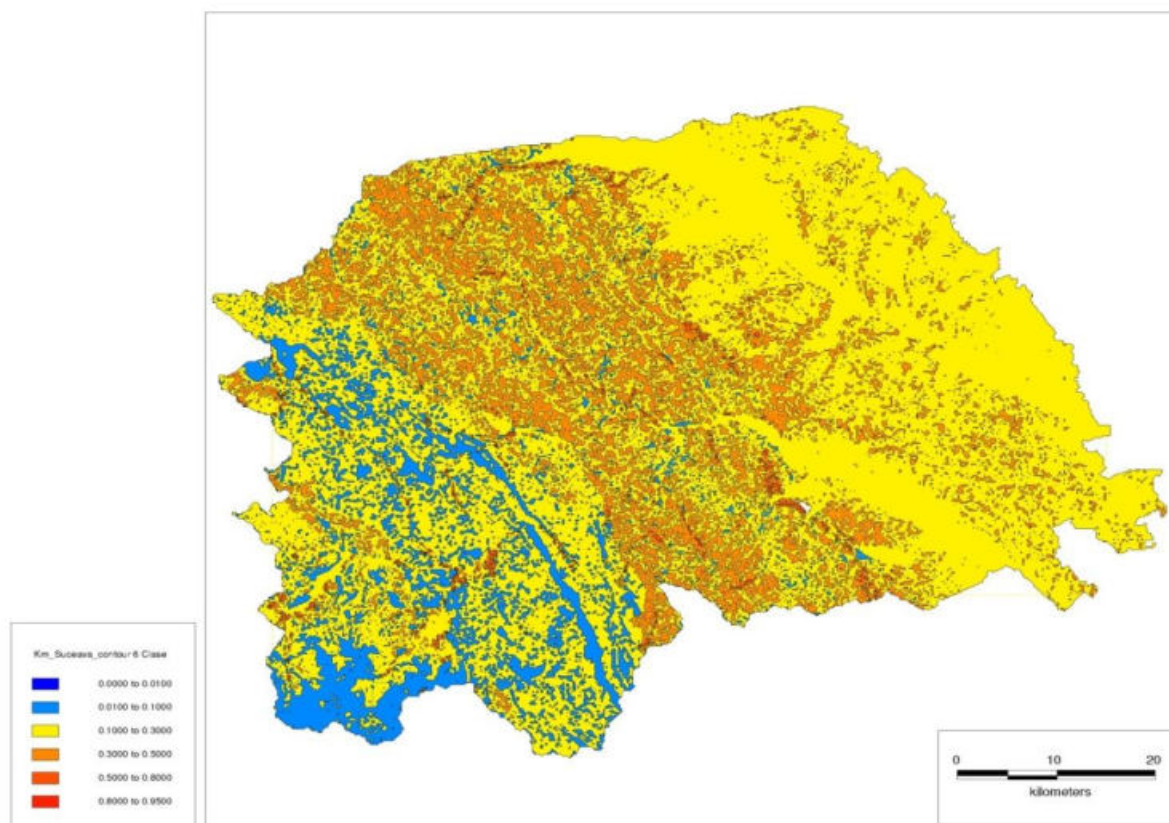 Km_Suceava_contour 6 Clase
0.0000 to 0.0100
0.0100 to 0.1000
0.1000 to 0.3000
0.3000 to 0.5000
0.5000 to 0.8000
0.8000 to 0.9500
0 10 20
kilometers